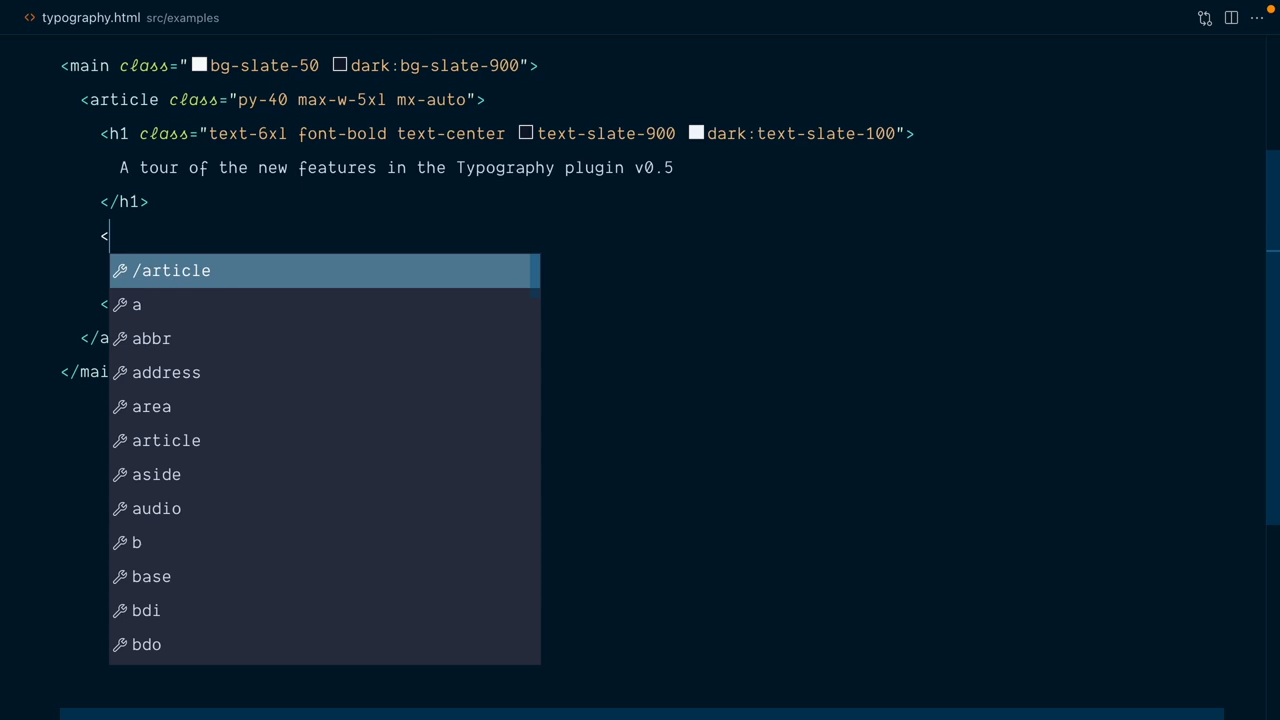 typography.html src/examples
<main class="bg-slate-50 dark:bg-slate-900">
<article class="py-40 max-w-5xl mx-auto">
<h1 class="text-6xl font-bold text-center text-slate-900 dark:text-slate-100">
A tour of the new features in the Typography plugin v0.5
</h1>
<
/article
a
<
abbr
</a
address
</mai
area
article
aside
audio
b
base
bdi
bdo